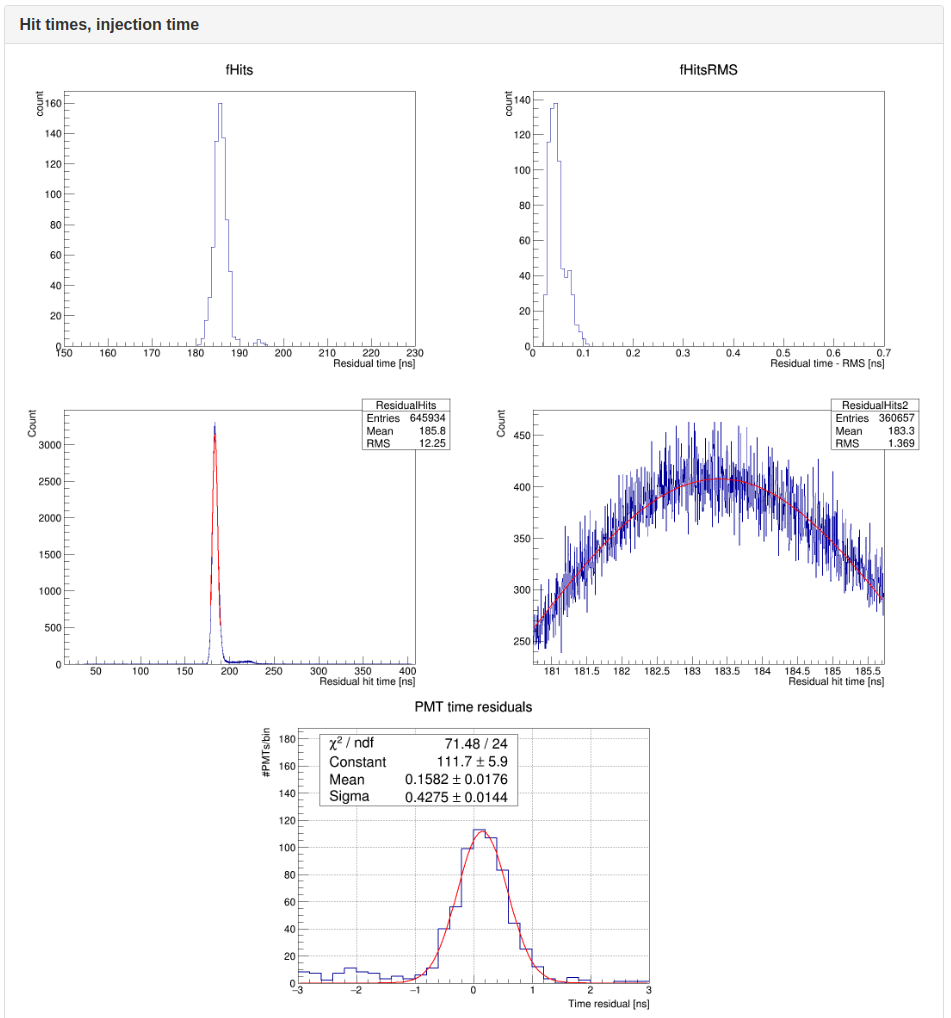 Hit times, injection time
fHits
count
160
140
120
100
80
60
40
20
0
150 160 170 180 190 200 210 220 230
Residual time [ns]
fHitsRMS
count
140
120
100
80
60
40
20
0
0 0.1 0.2 0.3 0.4 0.5 0.6 0.7
Residual time - RMS [ns]
ResidualHits
Entries 645934
Mean 185.8
RMS 12.25
Count
3000
2500
2000
1500
1000
500
0
50 100 150 200 250 300 350 400
Residual hit time [ns]
ResidualHits2
Entries 360657
Mean 183.3
RMS 1.369
Count
450
400
350
300
250
181 181.5 182 182.5 183 183.5 184 184.5 185 185.5
Residual hit time [ns]
PMT time residuals
#PMTs/bin
χ² / ndf 71.48 / 24
Constant 111.7 ± 5.9
Mean 0.1582 ± 0.0176
Sigma 0.4275 ± 0.0144
180
160
140
120
100
80
60
40
20
0
−3 −2 −1 0 1 2 3
Time residual [ns]